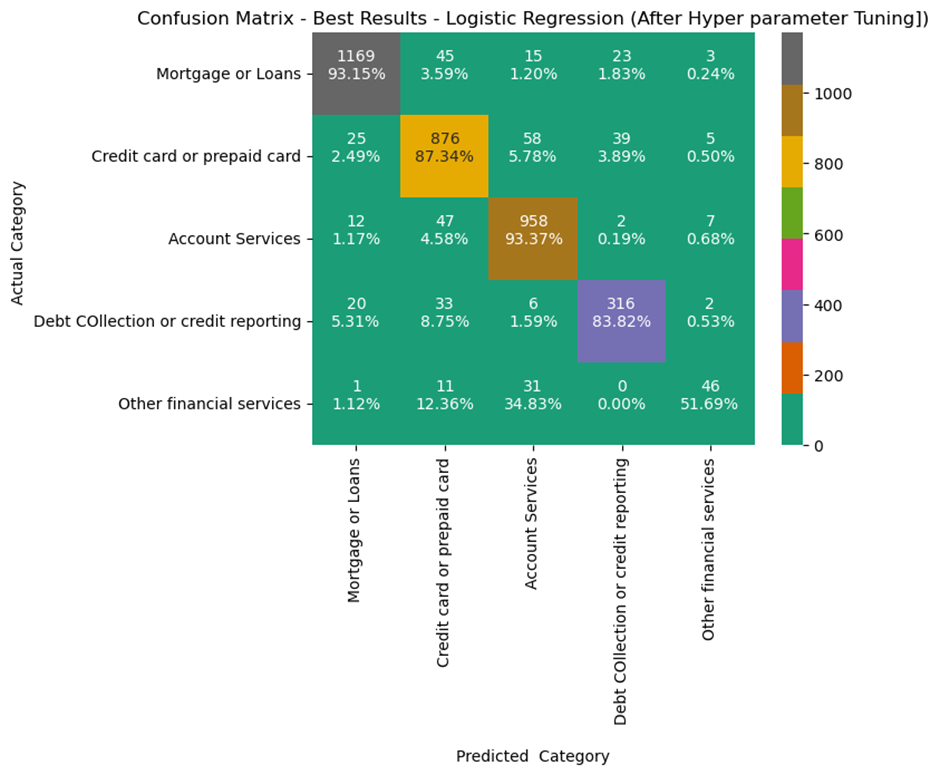 Confusion Matrix - Best Results - Logistic Regression (After Hyper parameter Tuning])
Actual Category
Mortgage or Loans
1169 45 15 23 3
93.15% 3.59% 1.20% 1.83% 0.24%
Credit card or prepaid card
25 876 58 39 5
2.49% 87.34% 5.78% 3.89% 0.50%
Account Services
12 47 958 2 7
1.17% 4.58% 93.37% 0.19% 0.68%
Debt COllection or credit reporting
20 33 6 316 2
5.31% 8.75% 1.59% 83.82% 0.53%
Other financial services
1 11 31 0 46
1.12% 12.36% 34.83% 0.00% 51.69%
1000
800
600
400
200
0
Mortgage or Loans
Credit card or prepaid card
Account Services
Debt COllection or credit reporting
Other financial services
Predicted  Category